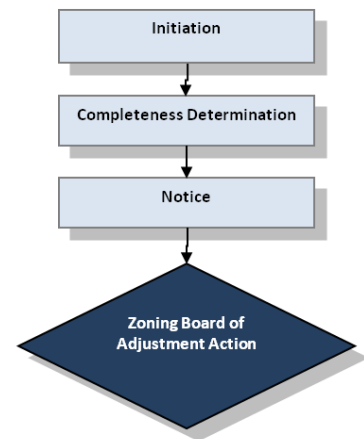 Initiation
Completeness Determination
Notice
Zoning Board of
Adjustment Action